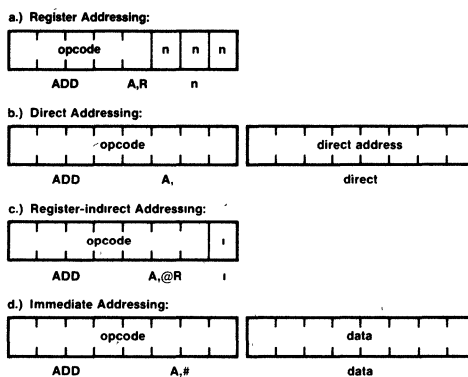 a.) Register Addressing:
opcode n n n
ADD A,R n
b.) Direct Addressing:
opcode direct address
ADD A, direct
c.) Register-indirect Addressing:
opcode i
ADD A,@R i
d.) Immediate Addressing:
opcode data
ADD A,# data